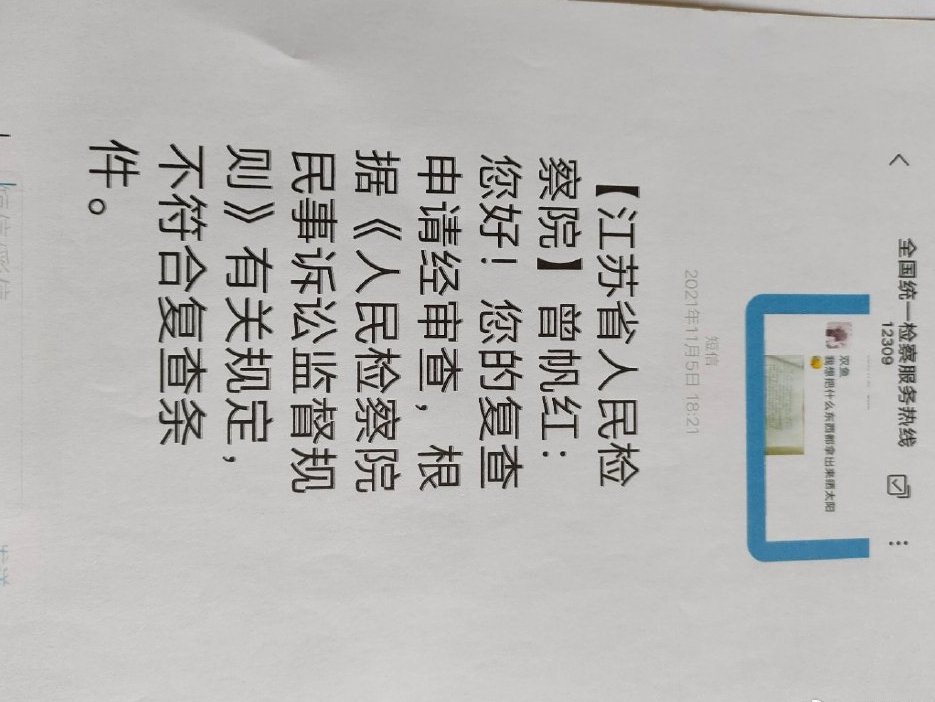 全国统一检察服务热线
12309
双鱼
我想把什么东西都拿出来晒太阳
短信
2021年11月5日 18:21
【江苏省人民检
察院】曾帆红：
您好！您的复查
申请经审查，根
据《人民检察院
民事诉讼监督规
则》有关规定，
不符合复查条
件。